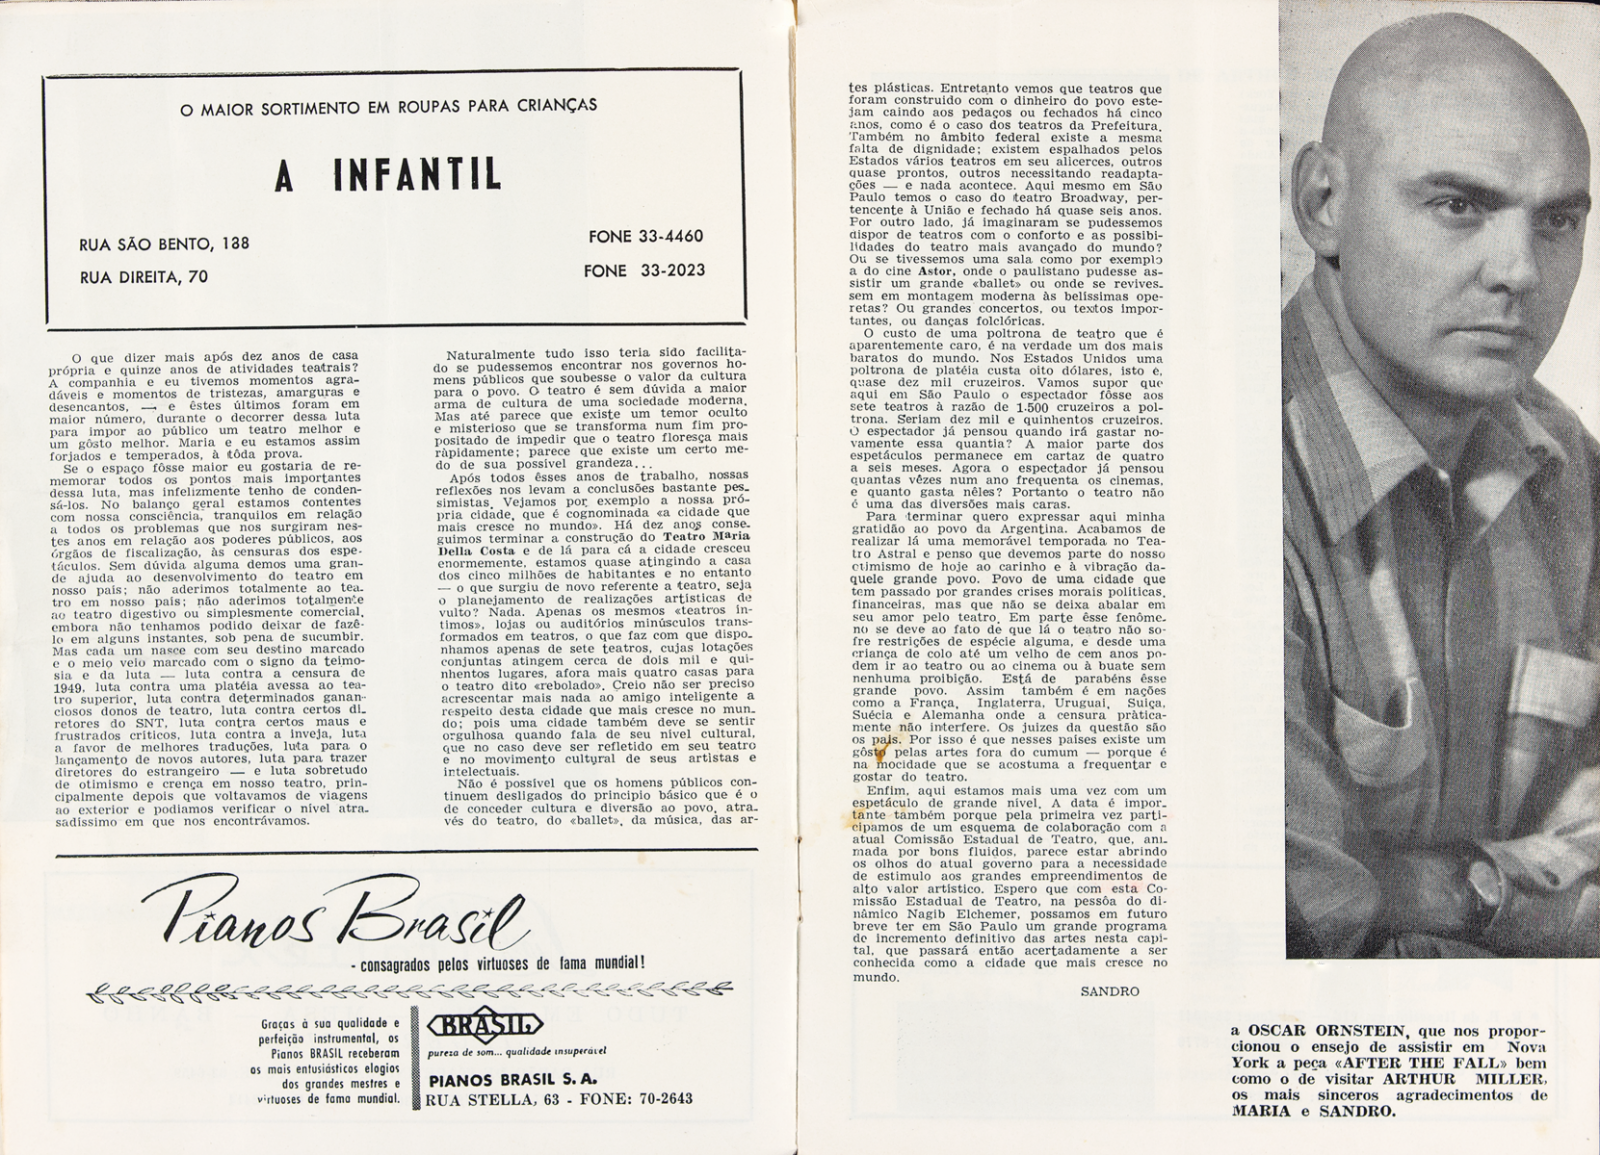 O MAIOR SORTIMENTO EM ROUPAS PARA CRIANÇAS
A INFANTIL
RUA SÃO BENTO, 188
FONE 33-4460
RUA DIREITA, 70
FONE 33-2023
O que dizer mais após dez anos de casa
própria e quinze anos de atividades teatrais?
A companhia e eu tivemos momentos agra-
dáveis e momentos de tristezas, amarguras e
desencantos, — e êstes últimos foram em
maior número, durante o decorrer dessa luta
para impor ao público um teatro melhor e
um gôsto melhor. Maria e eu estamos assim
forjados e temperados, à tôda prova.
Se o espaço fôsse maior eu gostaria de re-
memorar todos os pontos mais importantes
dessa luta, mas infelizmente tenho de conden-
sá-los. No balanço geral estamos contentes
com nossa consciência, tranquilos em relação
a todos os problemas que nos surgiram nes-
tes anos em relação aos poderes públicos, aos
órgãos de fiscalização, às censuras dos espe-
táculos. Sem dúvida alguma demos uma gran-
de ajuda ao desenvolvimento do teatro em
nosso país; não aderimos totalmente ao tea-
tro em nosso país; não aderimos totalmente
ao teatro digestivo ou simplesmente comercial,
embora não tenhamos podido deixar de fazê-
lo em alguns instantes, sob pena de sucumbir.
Mas cada um nasce com seu destino marcado
e o meio veio marcado com o signo da teimo-
sia e da luta — luta contra a censura de
1949, luta contra uma platéia avessa ao tea-
tro superior, luta contra determinados ganan-
ciosos donos de teatro, luta contra certos di-
retores do SNT, luta contra certos maus e
frustrados críticos, luta contra a inveja, luta
a favor de melhores traduções, luta para o
lançamento de novos autores, luta para trazer
diretores do estrangeiro — e luta sobretudo
de otimismo e crença em nosso teatro, prin-
cipalmente depois que voltavamos de viagens
ao exterior e podíamos verificar o nível atra-
sadíssimo em que nos encontrávamos.
Naturalmente tudo isso teria sido facilita-
do se pudessemos encontrar nos governos ho-
mens públicos que soubesse o valor da cultura
para o povo. O teatro é sem dúvida a maior
arma de cultura de uma sociedade moderna.
Mas até parece que existe um temor oculto
e misterioso que se transforma num fim pro-
positado de impedir que o teatro floresça mais
ràpidamente; parece que existe um certo me-
do de sua possível grandeza...
Após todos êsses anos de trabalho, nossas
reflexões nos levam a conclusões bastante pes-
simistas. Vejamos por exemplo a nossa pró-
pria cidade, que é cognominada «a cidade que
mais cresce no mundo». Há dez anos conse-
guimos terminar a construção do Teatro Maria
Della Costa e de lá para cá a cidade cresceu
enormemente, estamos quase atingindo a casa
dos cinco milhões de habitantes e no entanto
— o que surgiu de novo referente a teatro, seja
o planejamento de realizações artísticas de
vulto? Nada. Apenas os mesmos «teatros ín-
timos», lojas ou auditórios minúsculos trans-
formados em teatros, o que faz com que dispo-
nhamos apenas de sete teatros, cujas lotações
conjuntas atingem cerca de dois mil e qui-
nhentos lugares, afora mais quatro casas para
o teatro dito «rebolado». Creio não ser preciso
acrescentar mais nada ao amigo inteligente a
respeito desta cidade que mais cresce no mun-
do; pois uma cidade também deve se sentir
orgulhosa quando fala de seu nível cultural,
que no caso deve ser refletido em seu teatro
e no movimento cultural de seus artistas e
intelectuais.
Não é possível que os homens públicos con-
tinuem desligados do princípio básico que é o
de conceder cultura e diversão ao povo, atra-
vés do teatro, do «ballet», da música, das ar-
Pianos Brasil
- consagrados pelos virtuoses de fama mundial!
Graças à sua qualidade e
perfeição instrumental, os
Pianos BRASIL receberam
os mais entusiásticos elogios
dos grandes mestres e
virtuoses de fama mundial.
BRASIL
pureza de som... qualidade insuperável
PIANOS BRASIL S. A.
RUA STELLA, 63 - FONE: 70-2643
tes plásticas. Entretanto vemos que teatros que
foram construido com o dinheiro do povo este-
jam caindo aos pedaços ou fechados há cinco
anos, como é o caso dos teatros da Prefeitura.
Também no âmbito federal existe a mesma
falta de dignidade; existem espalhados pelos
Estados vários teatros em seu alicerces, outros
quase prontos, outros necessitando readapta-
ções — e nada acontece. Aqui mesmo em São
Paulo temos o caso do teatro Broadway, per-
tencente à União e fechado há quase seis anos.
Por outro lado, já imaginaram se pudessemos
dispor de teatros com o conforto e as possibi-
lidades do teatro mais avançado do mundo?
Ou se tivessemos uma sala como por exemplo
a do cine Astor, onde o paulistano pudesse as-
sistir um grande «ballet» ou onde se revives-
sem em montagem moderna às belissimas ope-
retas? Ou grandes concertos, ou textos impor-
tantes, ou danças folclóricas.
O custo de uma poltrona de teatro que é
aparentemente caro, é na verdade um dos mais
baratos do mundo. Nos Estados Unidos uma
poltrona de platéia custa oito dólares, isto é,
quase dez mil cruzeiros. Vamos supor que
aqui em São Paulo o espectador fôsse aos
sete teatros à razão de 1.500 cruzeiros a pol-
trona. Seriam dez mil e quinhentos cruzeiros.
O espectador já pensou quando irá gastar no-
vamente essa quantia? A maior parte dos
espetáculos permanece em cartaz de quatro
a seis meses. Agora o espectador já pensou
quantas vêzes num ano frequenta os cinemas,
e quanto gasta nêles? Portanto o teatro não
é uma das diversões mais caras.
Para terminar quero expressar aqui minha
gratidão ao povo da Argentina. Acabamos de
realizar lá uma memorável temporada no Tea-
tro Astral e penso que devemos parte do nosso
otimismo de hoje ao carinho e à vibração da-
quele grande povo. Povo de uma cidade que
tem passado por grandes crises morais politicas,
financeiras, mas que não se deixa abalar em
seu amor pelo teatro. Em parte êsse fenôme-
no se deve ao fato de que lá o teatro não so-
fre restrições de espécie alguma, e desde uma
criança de colo até um velho de cem anos po-
dem ir ao teatro ou ao cinema ou à buate sem
nenhuma proibição. Está de parabéns êsse
grande povo. Assim também é em nações
como a França, Inglaterra, Uruguai, Suiça,
Suécia e Alemanha onde a censura pràtica-
mente não interfere. Os juizes da questão são
os pais. Por isso é que nesses países existe um
gôsto pelas artes fora do cumum — porque é
na mocidade que se acostuma a frequentar e
gostar do teatro.
Enfim, aqui estamos mais uma vez com um
espetáculo de grande nível. A data é impor-
tante também porque pela primeira vez parti-
cipamos de um esquema de colaboração com a
atual Comissão Estadual de Teatro, que, ani-
mada por bons fluidos, parece estar abrindo
os olhos do atual governo para a necessidade
de estímulo aos grandes empreendimentos de
alto valor artístico. Espero que com esta Co-
missão Estadual de Teatro, na pessôa do di-
nâmico Nagib Elchemer, possamos em futuro
breve ter em São Paulo um grande programa
de incremento definitivo das artes nesta capi-
tal, que passará então acertadamente a ser
conhecida como a cidade que mais cresce no
mundo.
SANDRO
a OSCAR ORNSTEIN, que nos propor-
cionou o ensejo de assistir em Nova
York a peça «AFTER THE FALL» bem
como o de visitar ARTHUR MILLER,
os mais sinceros agradecimentos de
MARIA e SANDRO.